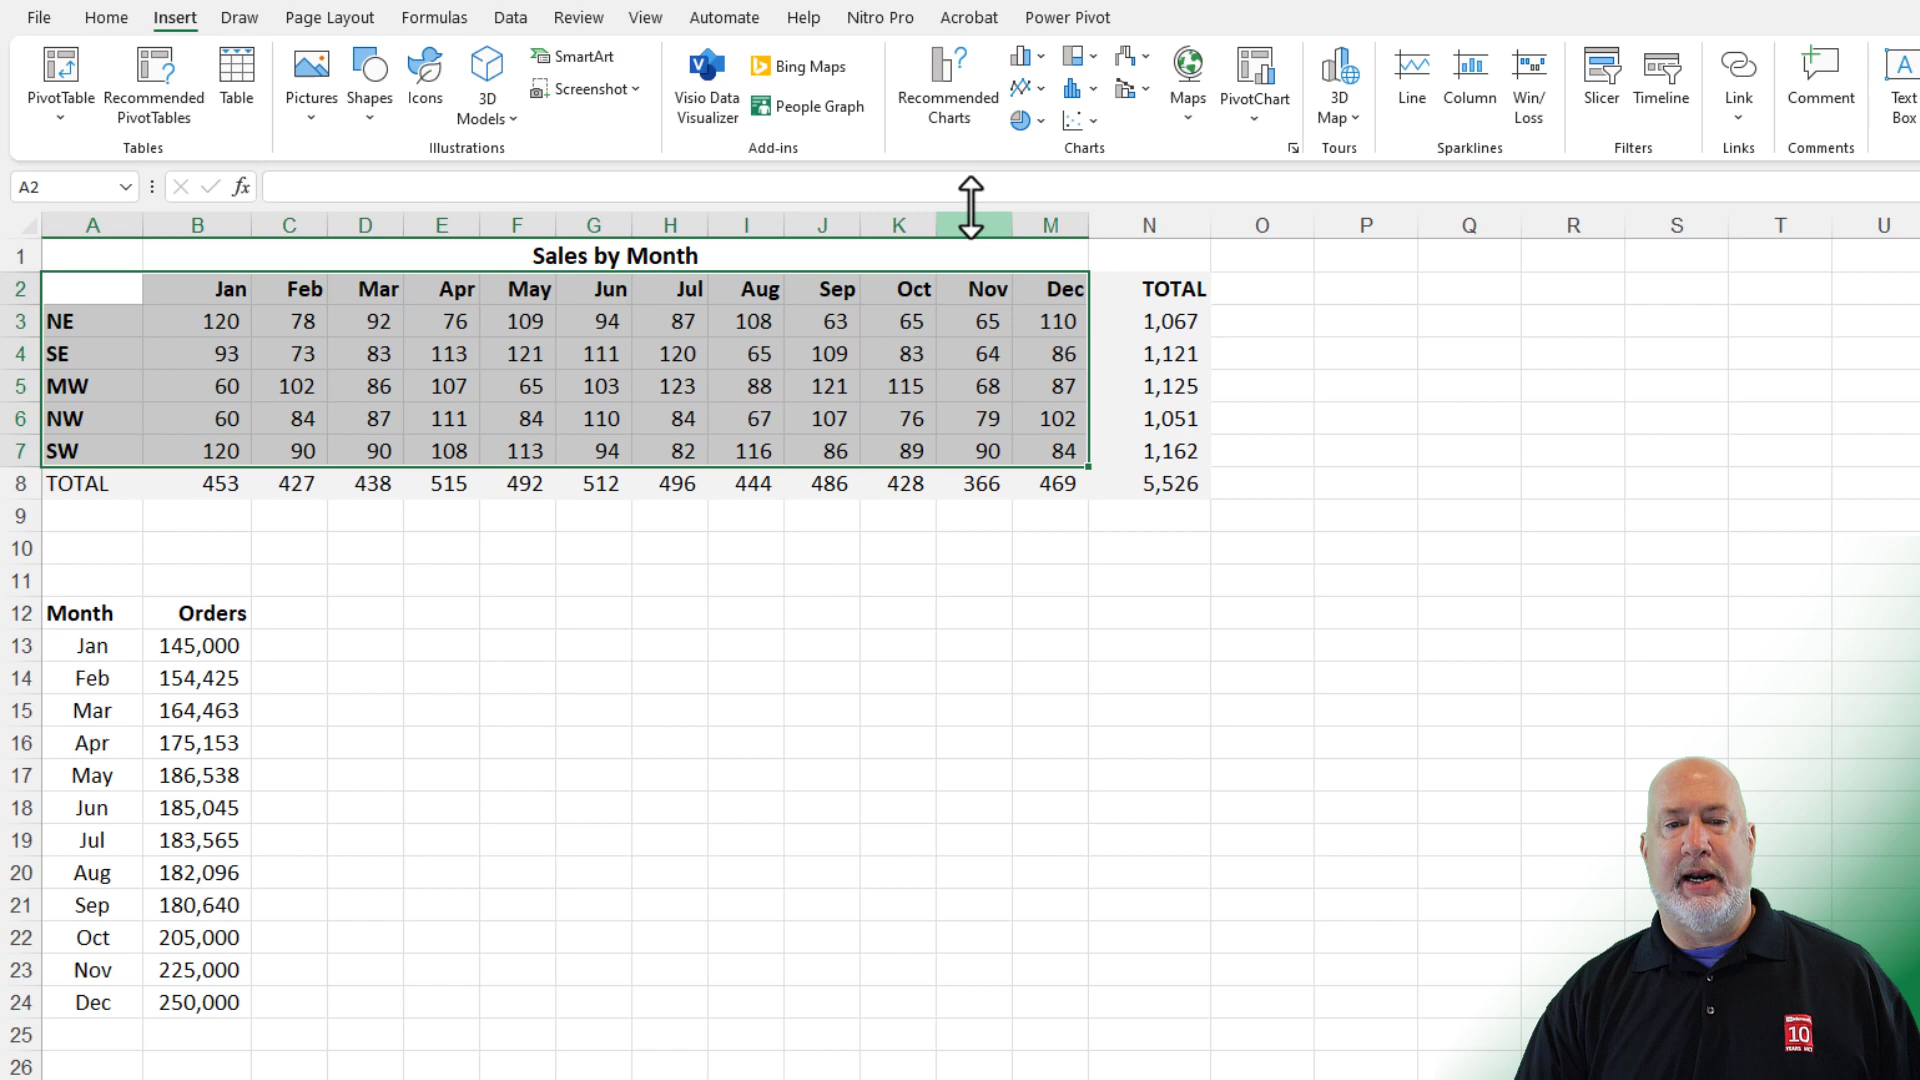 File Home Insert Draw Page Layout Formulas Data Review View Automate Help Nitro Pro Acrobat Power Pivot
PivotTable
Recommended
PivotTables
Table
Tables
Pictures
Shapes
Icons
3D
Models
SmartArt
Screenshot
Illustrations
Visio Data
Visualizer
Bing Maps
People Graph
Add-ins
Recommended
Charts
Maps
PivotChart
Charts
3D
Map
Tours
Line
Column
Win/
Loss
Sparklines
Slicer
Timeline
Filters
Link
Links
Comment
Comments
Text
Box
A2
fx
A B C D E F G H I J K M N O P Q R S T U
1 Sales by Month
2 Jan Feb Mar Apr May Jun Jul Aug Sep Oct Nov Dec TOTAL
3 NE 120 78 92 76 109 94 87 108 63 65 65 110 1,067
4 SE 93 73 83 113 121 111 120 65 109 83 64 86 1,121
5 MW 60 102 86 107 65 103 123 88 121 115 68 87 1,125
6 NW 60 84 87 111 84 110 84 67 107 76 79 102 1,051
7 SW 120 90 90 108 113 94 82 116 86 89 90 84 1,162
8 TOTAL 453 427 438 515 492 512 496 444 486 428 366 469 5,526
9
10
11
12 Month Orders
13 Jan 145,000
14 Feb 154,425
15 Mar 164,463
16 Apr 175,153
17 May 186,538
18 Jun 185,045
19 Jul 183,565
20 Aug 182,096
21 Sep 180,640
22 Oct 205,000
23 Nov 225,000
24 Dec 250,000
25
26
10